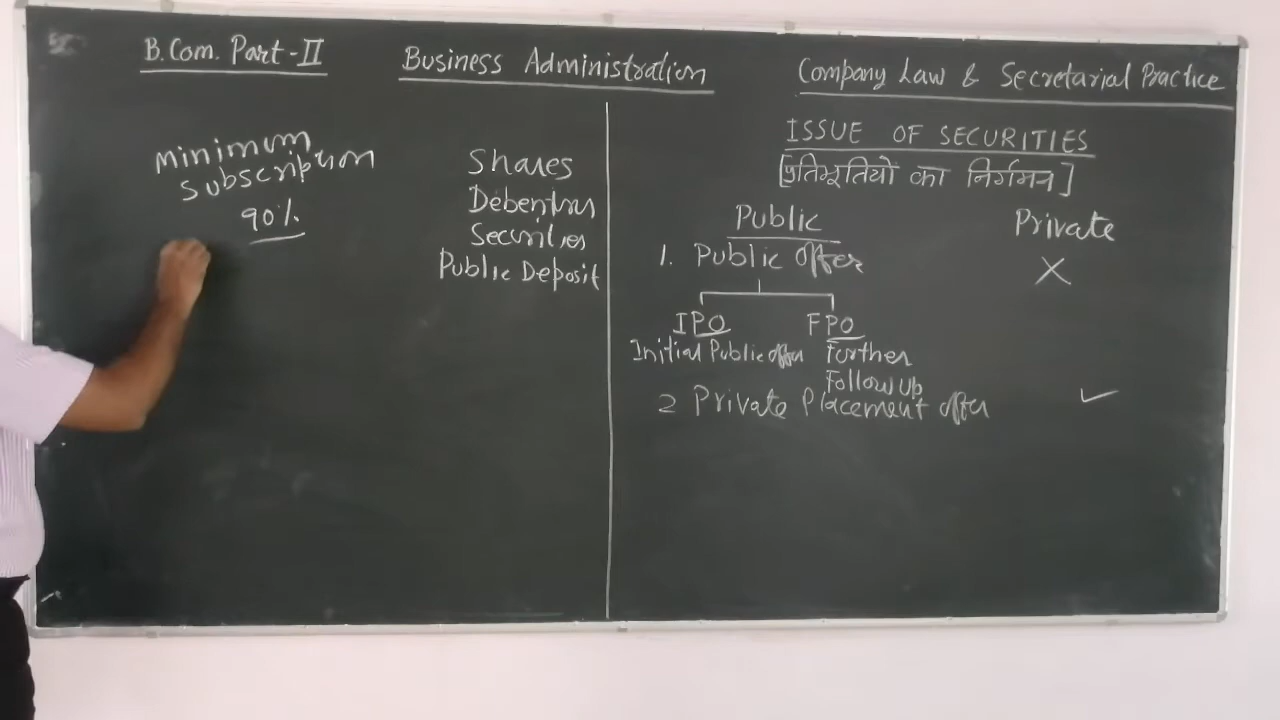 B.Com. Part-II
Business Administration
Company Law & Secretarial Practice
Minimum
Subscription
90%
Shares
Debentures
Securities
Public Deposit
ISSUE OF SECURITIES
[प्रतिभूतियों का निर्गमन]
Public
Private
1. Public offer
X
IPO
FPO
Initial Public offer
Further
Follow up
2 Private Placement offer
✓